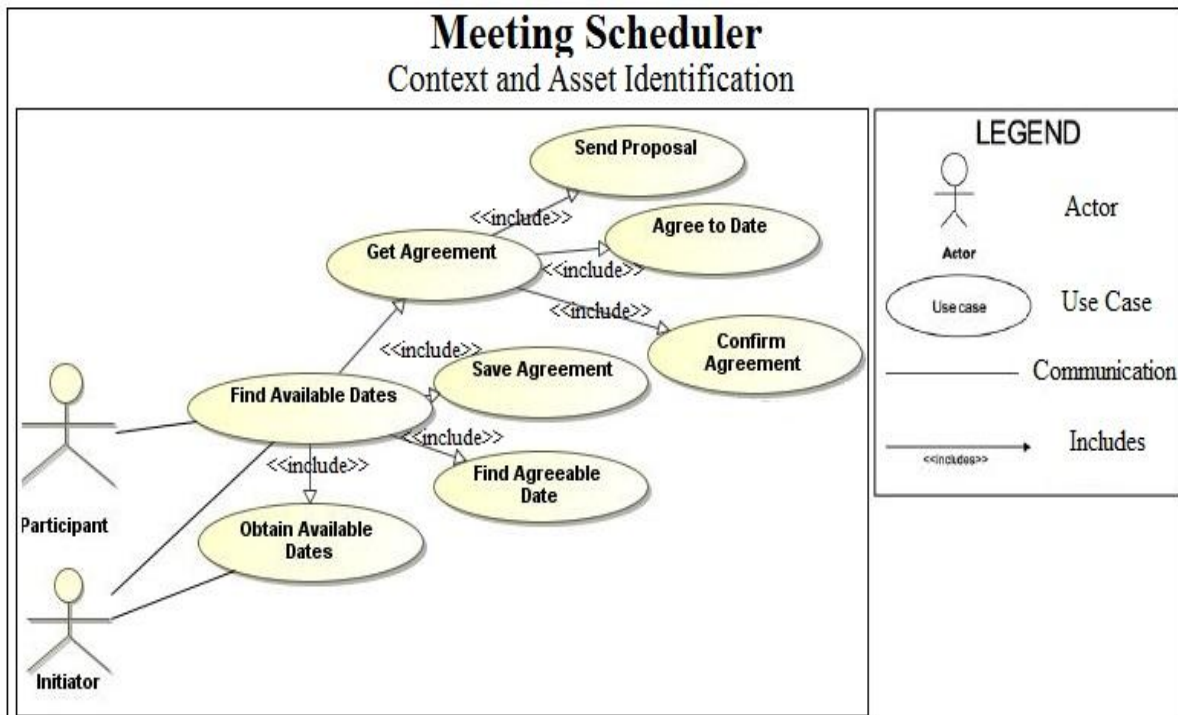 Meeting Scheduler
Context and Asset Identification
Send Proposal
<<include>>
Agree to Date
Get Agreement
<<include>>
<<include>>
Confirm
Agreement
<<include>>
Save Agreement
Find Available Dates
<<include>>
<<include>>
Find Agreeable
Date
Obtain Available
Dates
Participant
Initiator
LEGEND
Actor
Actor
Use case
Use Case
Communication
Includes
<<includes>>